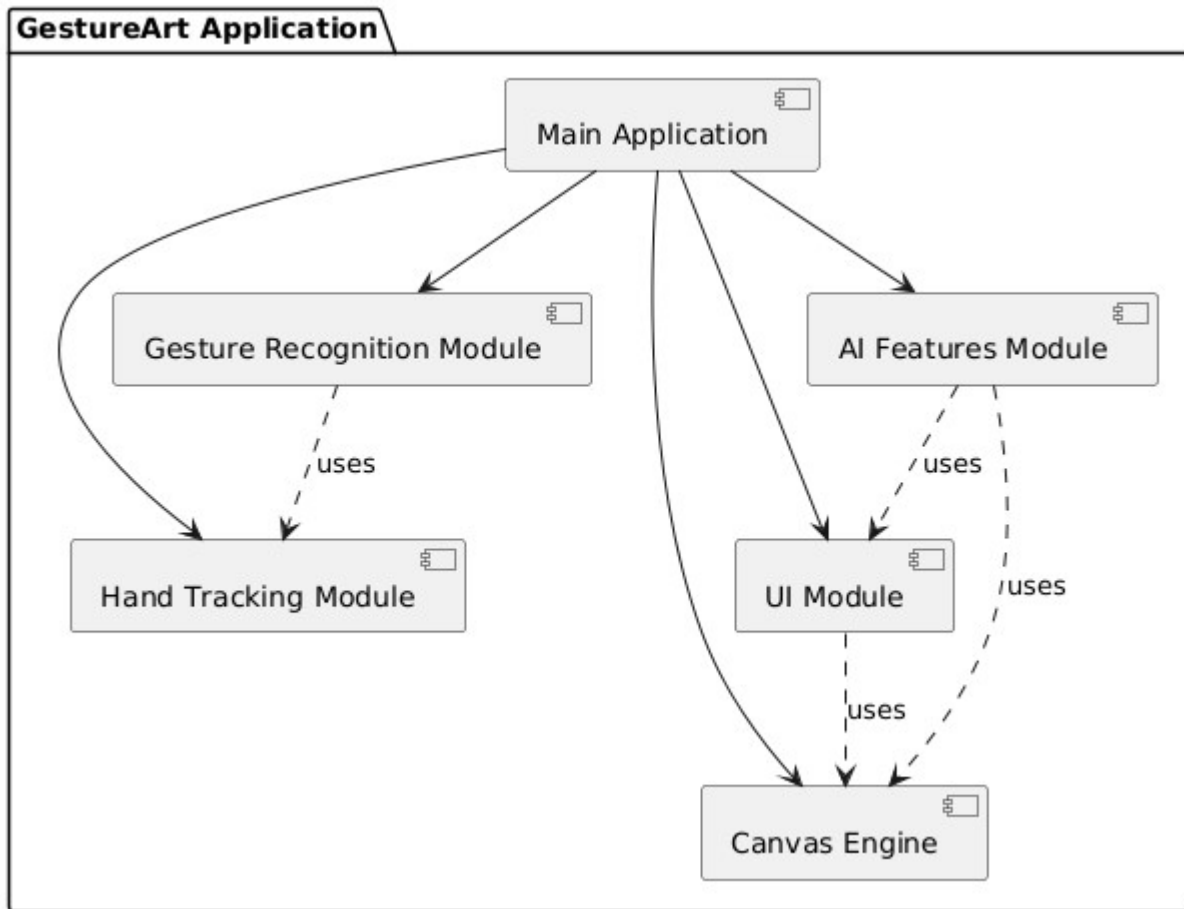 GestureArt Application
Main Application
Gesture Recognition Module
AI Features Module
uses
uses
Hand Tracking Module
UI Module
uses
uses
Canvas Engine